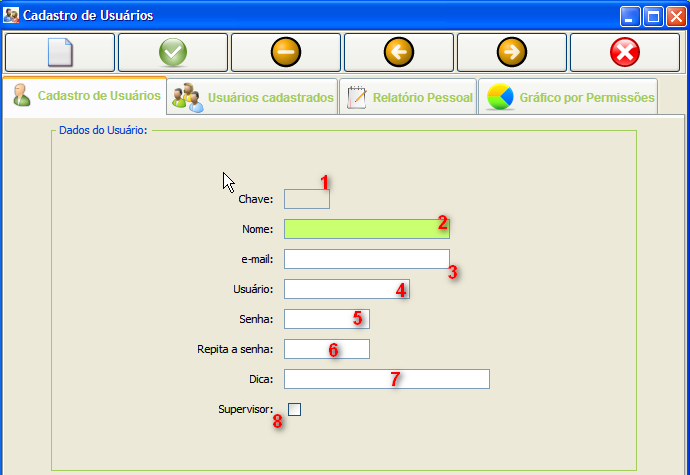 Cadastro de Usuários
Cadastro de Usuários Usuários cadastrados Relatório Pessoal Gráfico por Permissões
Dados do Usuário:
1
Chave:
Nome: 2
e-mail: 3
Usuário: 4
Senha: 5
Repita a senha: 6
Dica: 7
Supervisor: 8